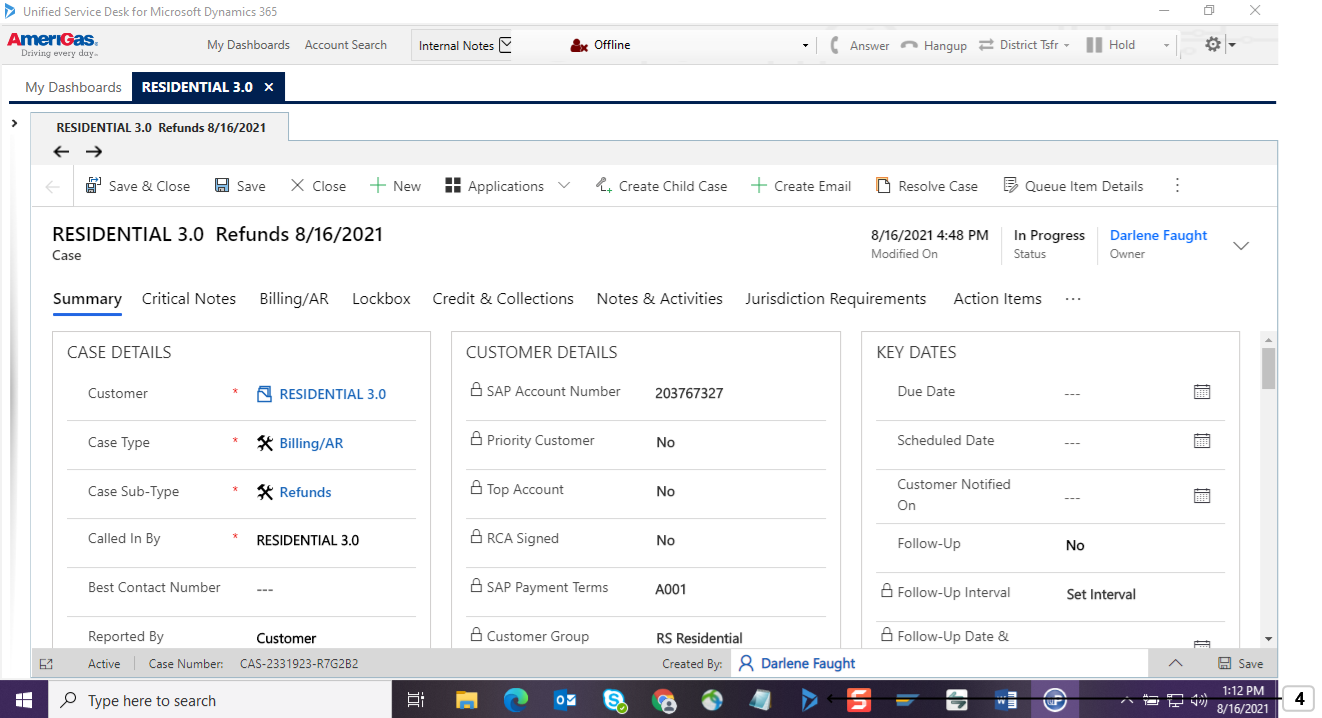 Unified Service Desk for Microsoft Dynamics 365
AmeriGas.
Driving every day™
My Dashboards Account Search Internal Notes Offline Answer Hangup District Tsfr Hold
My Dashboards RESIDENTIAL 3.0 ×
RESIDENTIAL 3.0 Refunds 8/16/2021
Save & Close Save Close New Applications Create Child Case Create Email Resolve Case Queue Item Details
RESIDENTIAL 3.0 Refunds 8/16/2021
Case
8/16/2021 4:48 PM In Progress Darlene Faught
Modified On Status Owner
Summary Critical Notes Billing/AR Lockbox Credit & Collections Notes & Activities Jurisdiction Requirements Action Items ...
CASE DETAILS
Customer * RESIDENTIAL 3.0
Case Type * Billing/AR
Case Sub-Type * Refunds
Called In By * RESIDENTIAL 3.0
Best Contact Number ---
Reported By Customer
CUSTOMER DETAILS
SAP Account Number 203767327
Priority Customer No
Top Account No
RCA Signed No
SAP Payment Terms A001
Customer Group RS Residential
KEY DATES
Due Date ---
Scheduled Date ---
Customer Notified
On ---
Follow-Up No
Follow-Up Interval Set Interval
Follow-Up Date &
Active Case Number: CAS-2331923-R7G2B2 Created By: Darlene Faught Save
Type here to search
1:12 PM
8/16/2021
4